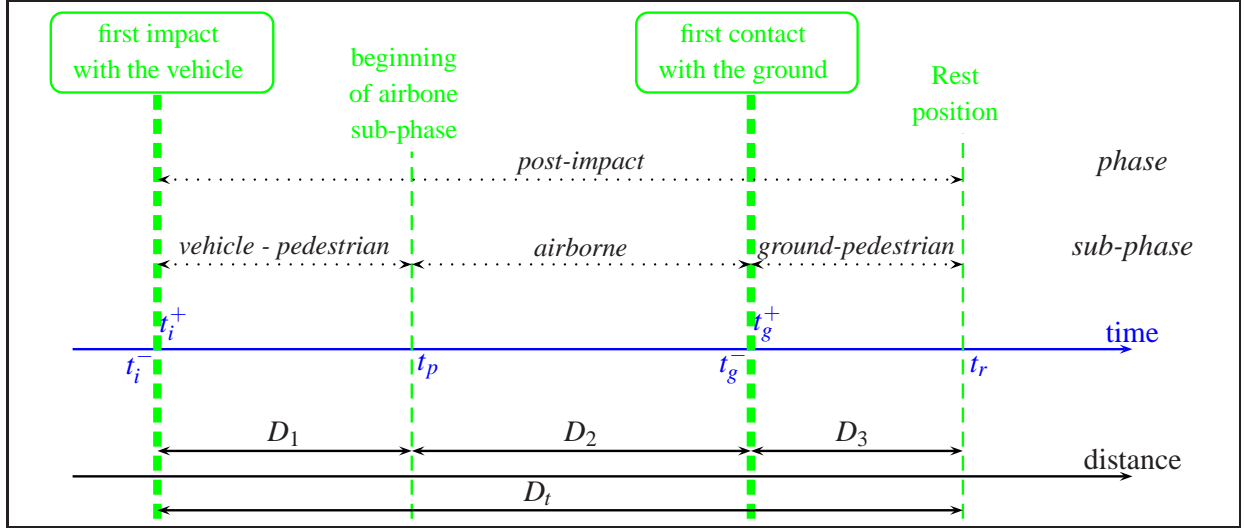 first impact
with the vehicle
beginning
of airbone
sub-phase
first contact
with the ground
Rest
position
post-impact
phase
vehicle - pedestrian
airborne
ground-pedestrian
sub-phase
t_i^+
t_g^+
time
t_i^-
t_p
t_g^-
t_r
D_1
D_2
D_3
distance
D_t